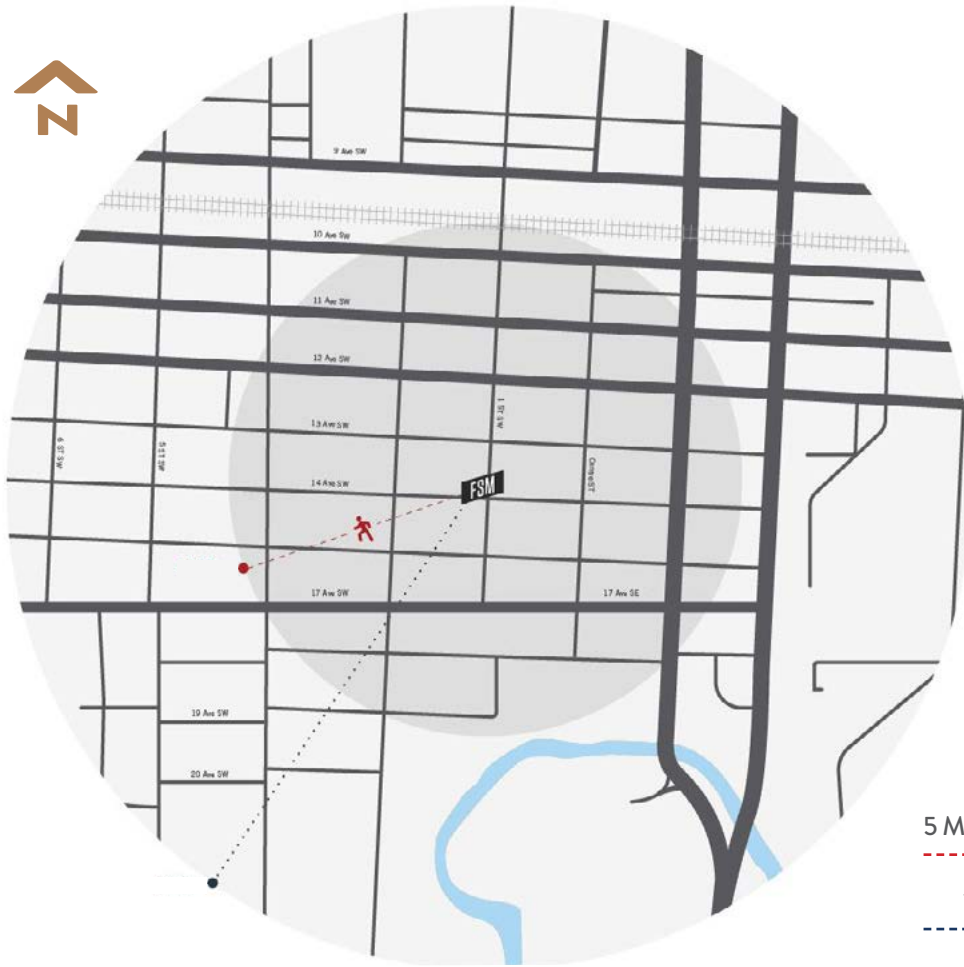 N
9 Ave SW
10 Ave SW
11 Ave SW
12 Ave SW
1 ST SW
13 Ave SW
6 ST SW
5 ST SW
Centre ST
14 Ave SW
FSM
17 Ave SW
17 Ave SE
19 Ave SW
20 Ave SW
5 M